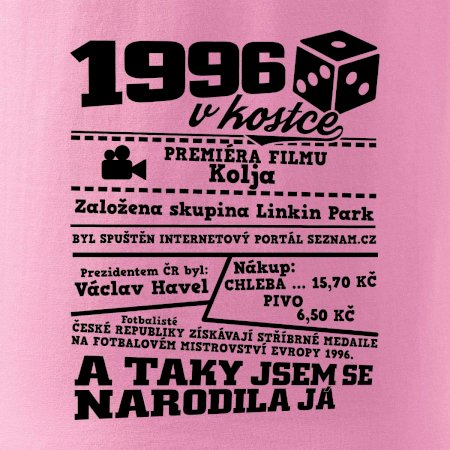 1996
v kostce
PREMIÉRA FILMU
Kolja
Založena skupina Linkin Park
BYL SPUŠTĚN INTERNETOVÝ PORTÁL SEZNAM.CZ
Prezidentem ČR byl:
Václav Havel
Nákup:
CHLEBA ... 15,70 KČ
PIVO
6,50 KČ
Fotbalisté
ČESKÉ REPUBLIKY ZÍSKÁVAJÍ STŘÍBRNÉ MEDAILE
NA FOTBALOVÉM MISTROVSTVÍ EVROPY 1996.
A TAKY JSEM SE
NARODILA JÁ